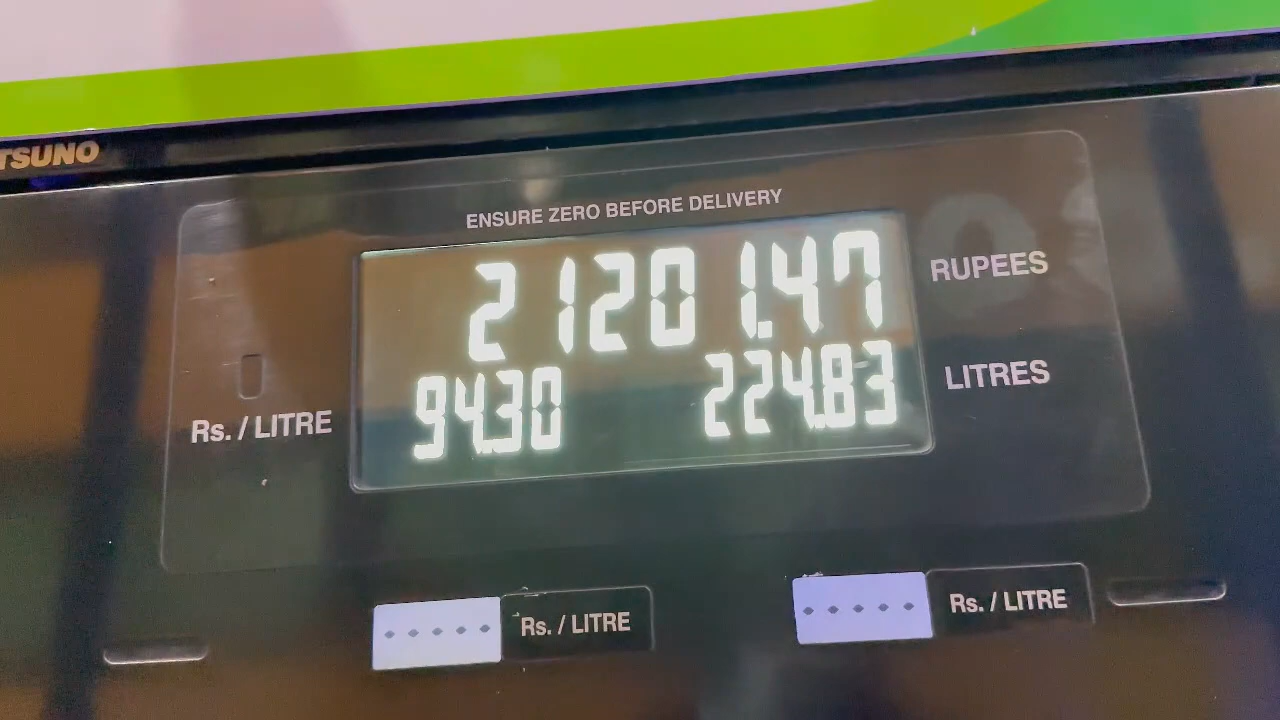 TSUNO
ENSURE ZERO BEFORE DELIVERY
21201.47 RUPEES
Rs. / LITRE 94.30 224.83 LITRES
Rs. / LITRE
Rs. / LITRE